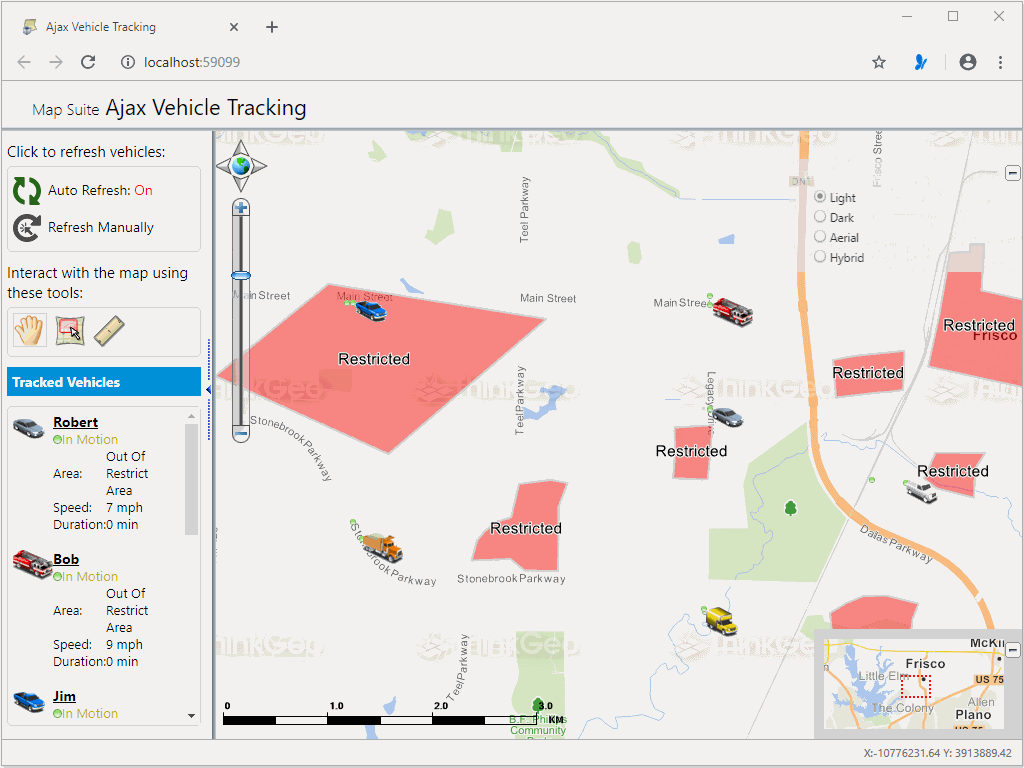 Ajax Vehicle Tracking
localhost:59099
Map Suite Ajax Vehicle Tracking
Click to refresh vehicles:
Auto Refresh: On
Refresh Manually
Interact with the map using
these tools:
Tracked Vehicles
Robert
In Motion
Out Of
Area: Restrict
Area
Speed: 7 mph
Duration:0 min
Bob
In Motion
Out Of
Area: Restrict
Area
Speed: 9 mph
Duration:0 min
Jim
In Motion
ThinkGeo
Teel Parkway
Frisco Stree
DNT
Light
Dark
Aerial
Hybrid
Main Street
Main Street
Main Street
Main Street
Restricted
Restricted
Frisco
Restricted
ThinkGeo
ThinkGeo
Teel Parkway
Legacy Drive
Stonebrook Parkway
Restricted
Restricted
Restricted
Stonebrook Parkway
Stonebrook Parkway
Dallas Parkway
ThinkGeo
ThinkGeo
Teel Parkway
0 1.0 2.0 3.0
KM
Community
McKi
Frisco
Little Elm
US 75
Allen
The Colony
Plano
X:-10776231.64 Y: 3913889.42